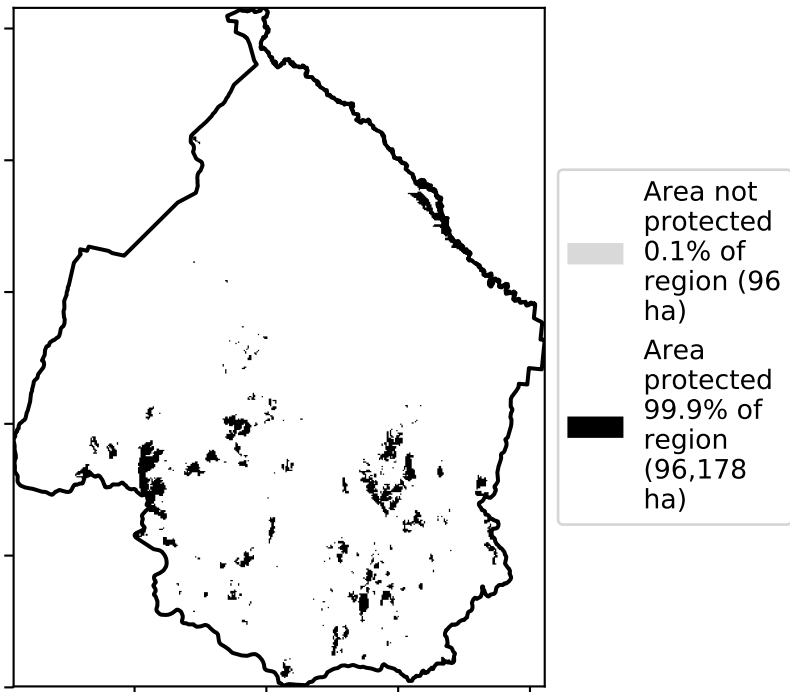 Area not
protected
0.1% of
region (96
ha)
Area
protected
99.9% of
region
(96,178
ha)